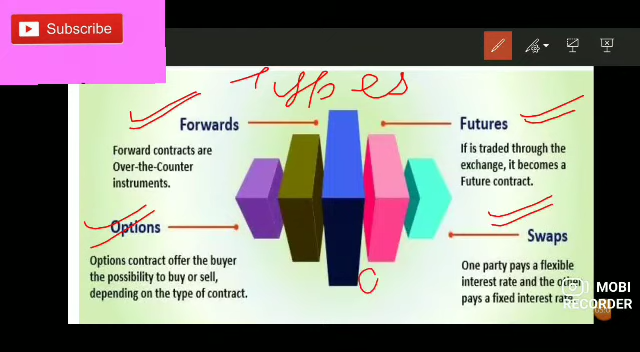 Subscribe
Types
Forwards
Forward contracts are
Over-the-Counter
instruments.
Futures
If is traded through the
exchange, it becomes a
Future contract.
Options
Options contract offer the buyer
the possibility to buy or sell,
depending on the type of contract.
Swaps
One party pays a flexible
interest rate and the other
pays a fixed interest rate
MOBI
RECORDER